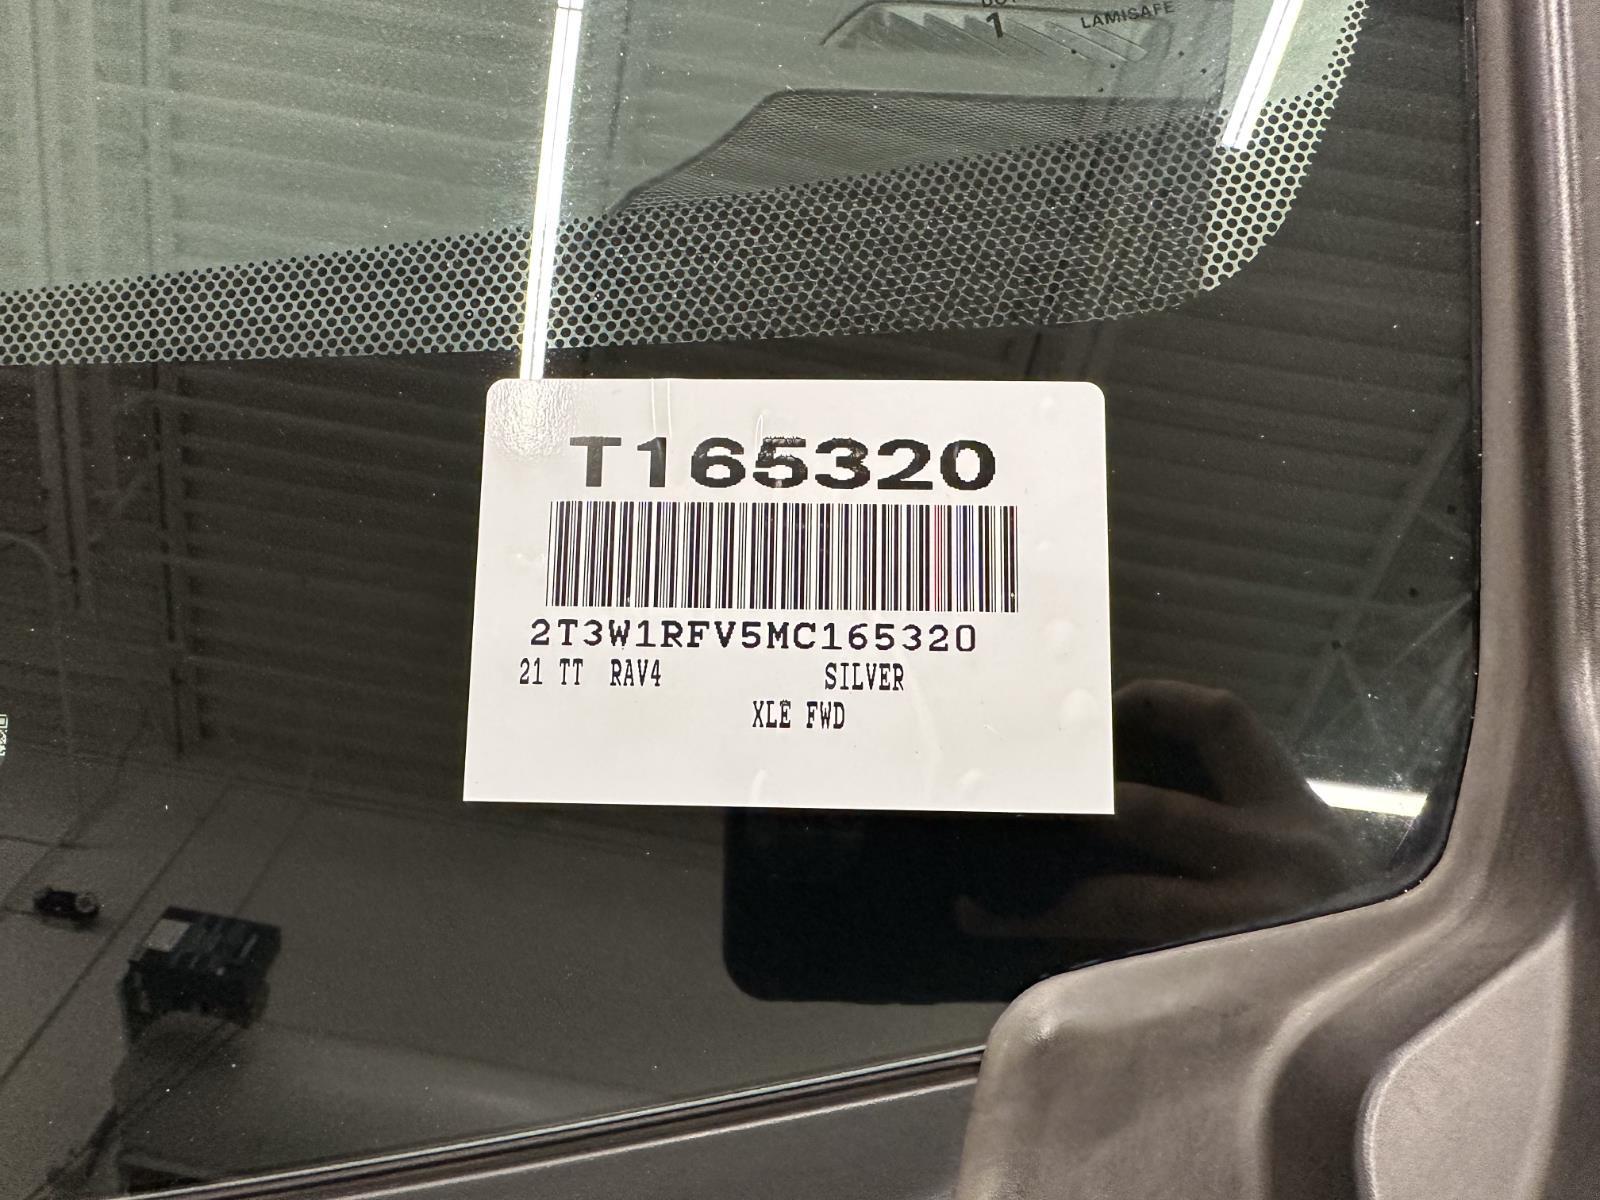 1 LAMISAFE
T165320
2T3W1RFV5MC165320
21 TT RAV4 SILVER
XLE FWD